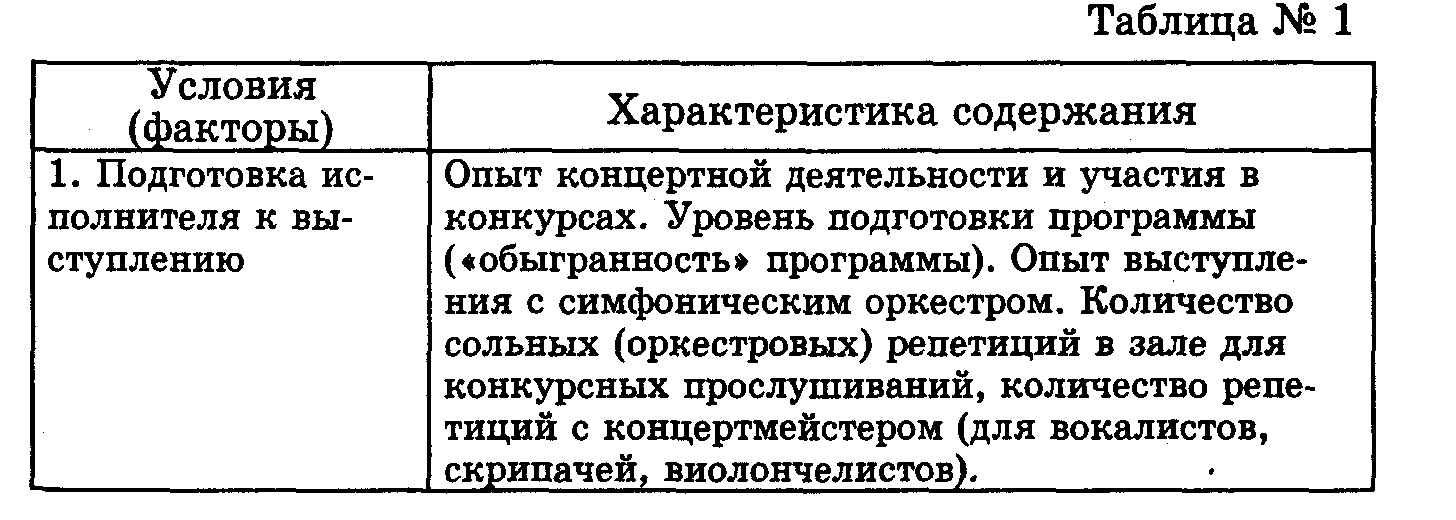 Таблица № 1
Условия
(факторы)
Характеристика содержания
1. Подготовка ис-
полнителя к вы-
ступлению
Опыт концертной деятельности и участия в
конкурсах. Уровень подготовки программы
(«обыгранность» программы). Опыт выступле-
ния с симфоническим оркестром. Количество
сольных (оркестровых) репетиций в зале для
конкурсных прослушиваний, количество репе-
тиций с концертмейстером (для вокалистов,
скрипачей, виолончелистов).